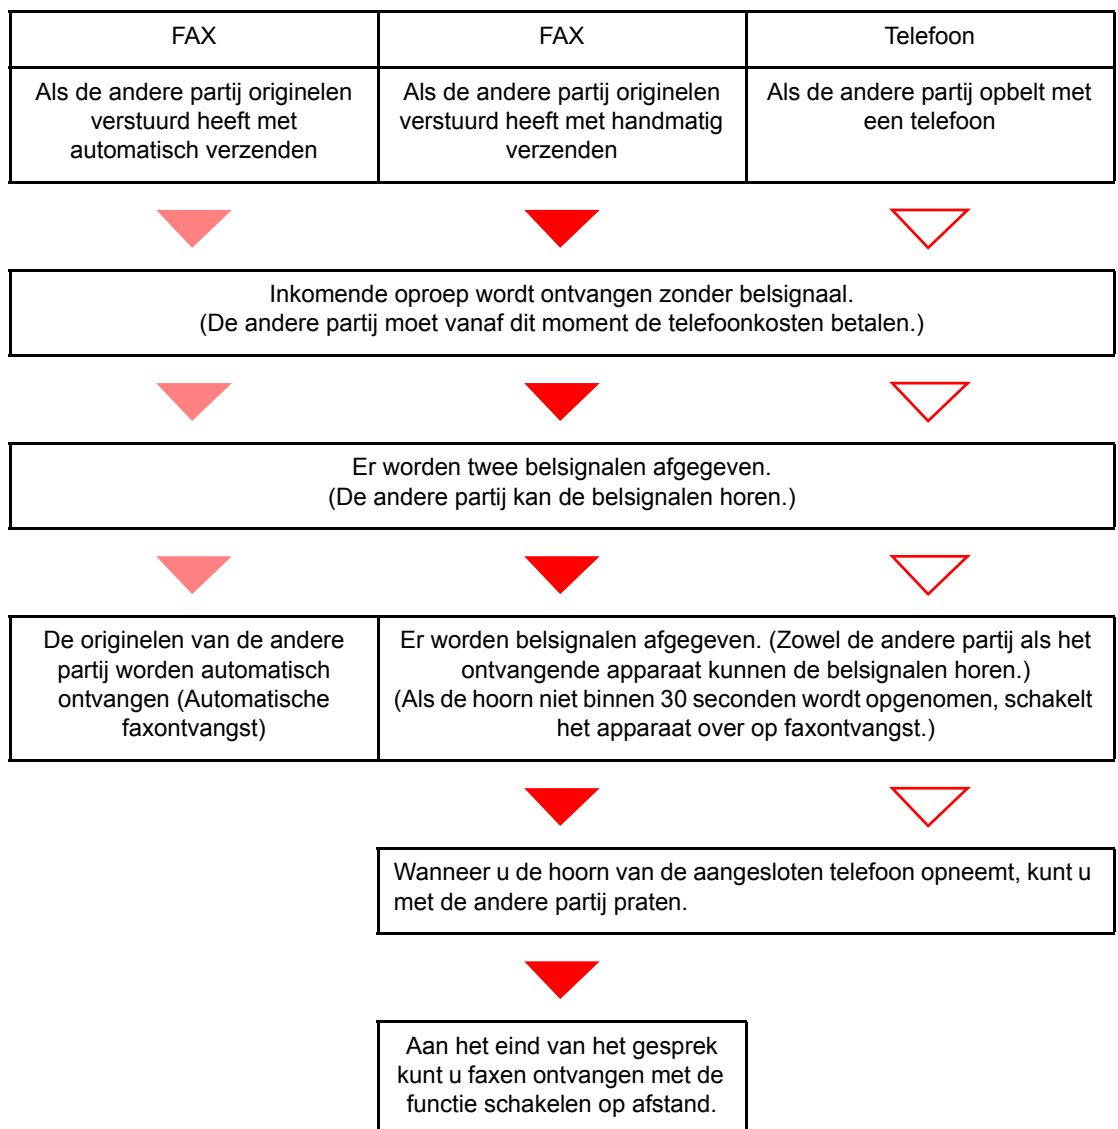 FAX
FAX
Telefoon
Als de andere partij originelen
verstuurd heeft met
automatisch verzenden
Als de andere partij originelen
verstuurd heeft met handmatig
verzenden
Als de andere partij opbelt met
een telefoon
Inkomende oproep wordt ontvangen zonder belsignaal.
(De andere partij moet vanaf dit moment de telefoonkosten betalen.)
Er worden twee belsignalen afgegeven.
(De andere partij kan de belsignalen horen.)
De originelen van de andere
partij worden automatisch
ontvangen (Automatische
faxontvangst)
Er worden belsignalen afgegeven. (Zowel de andere partij als het
ontvangende apparaat kunnen de belsignalen horen.)
(Als de hoorn niet binnen 30 seconden wordt opgenomen, schakelt
het apparaat over op faxontvangst.)
Wanneer u de hoorn van de aangesloten telefoon opneemt, kunt u
met de andere partij praten.
Aan het eind van het gesprek
kunt u faxen ontvangen met de
functie schakelen op afstand.